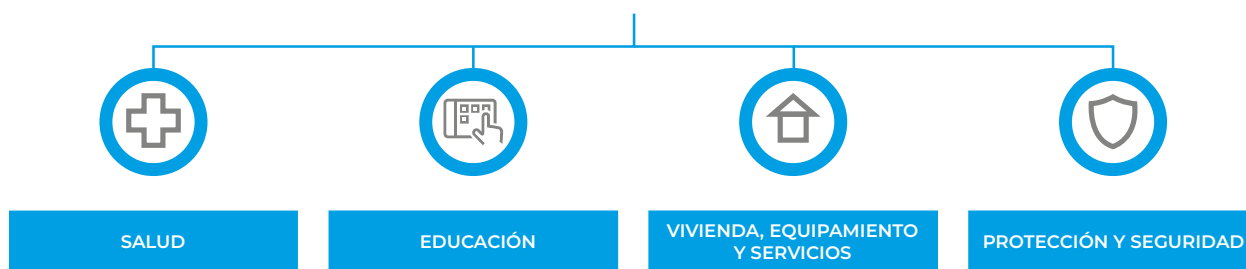 SALUD
EDUCACIÓN
VIVIENDA, EQUIPAMIENTO
Y SERVICIOS
PROTECCIÓN Y SEGURIDAD